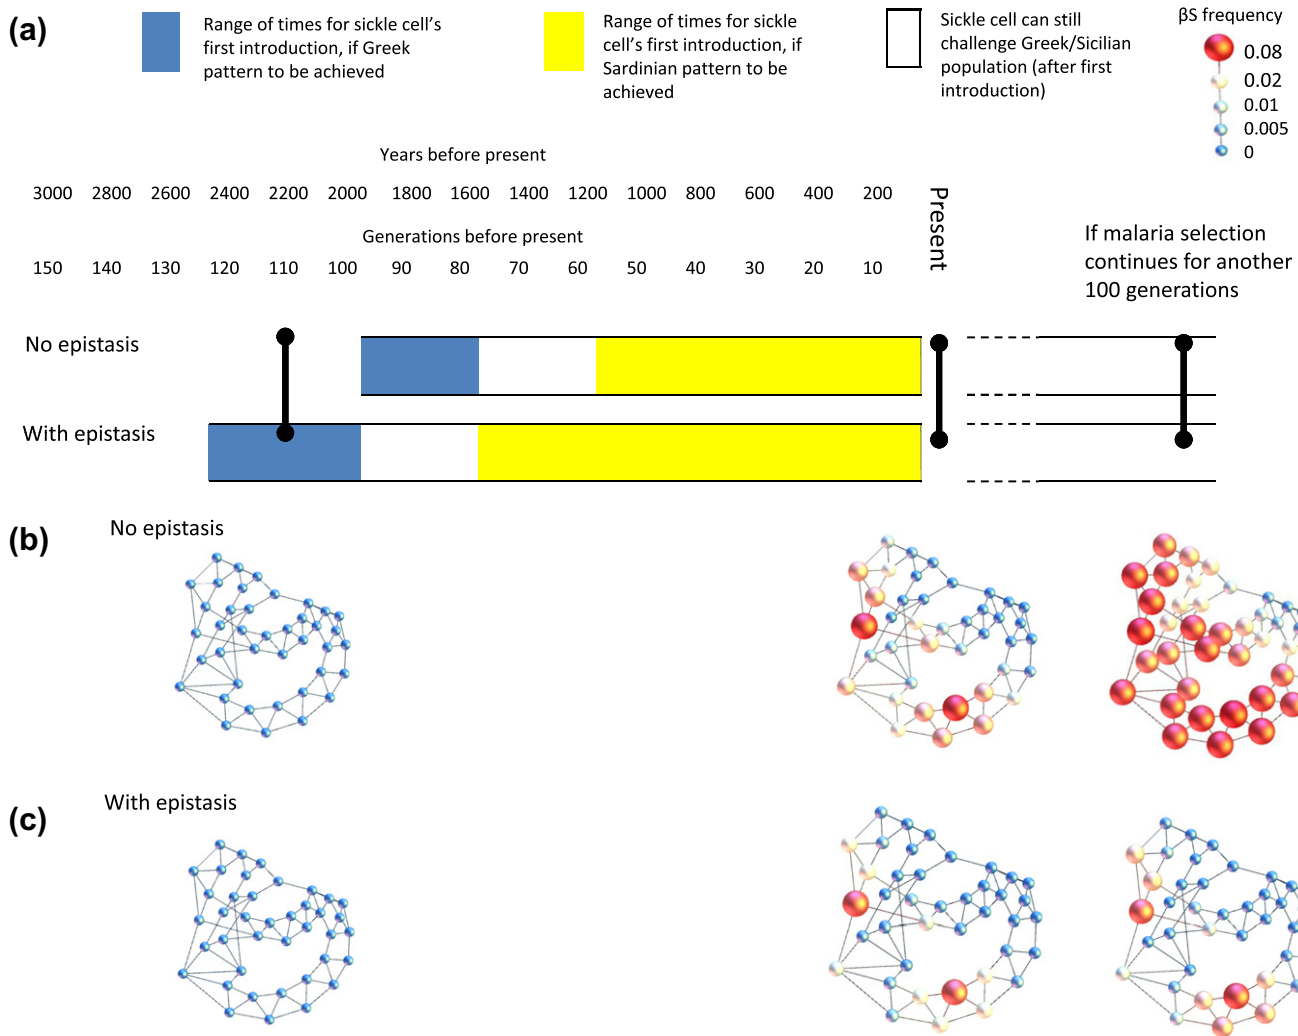 (a)
Range of times for sickle cell’s
first introduction, if Greek
pattern to be achieved
Range of times for sickle
cell’s first introduction, if
Sardinian pattern to be
achieved
Sickle cell can still
challenge Greek/Sicilian
population (after first
introduction)
βS frequency
0.08
0.02
0.01
0.005
0
Years before present
3000 2800 2600 2400 2200 2000 1800 1600 1200 1000 800 600 400 200
Generations before present
150 140 130 120 110 100 90 80 70 60 50 40 30 20 10
Present
If malaria selection
continues for another
100 generations
No epistasis
With epistasis
(b)
No epistasis
(c)
With epistasis